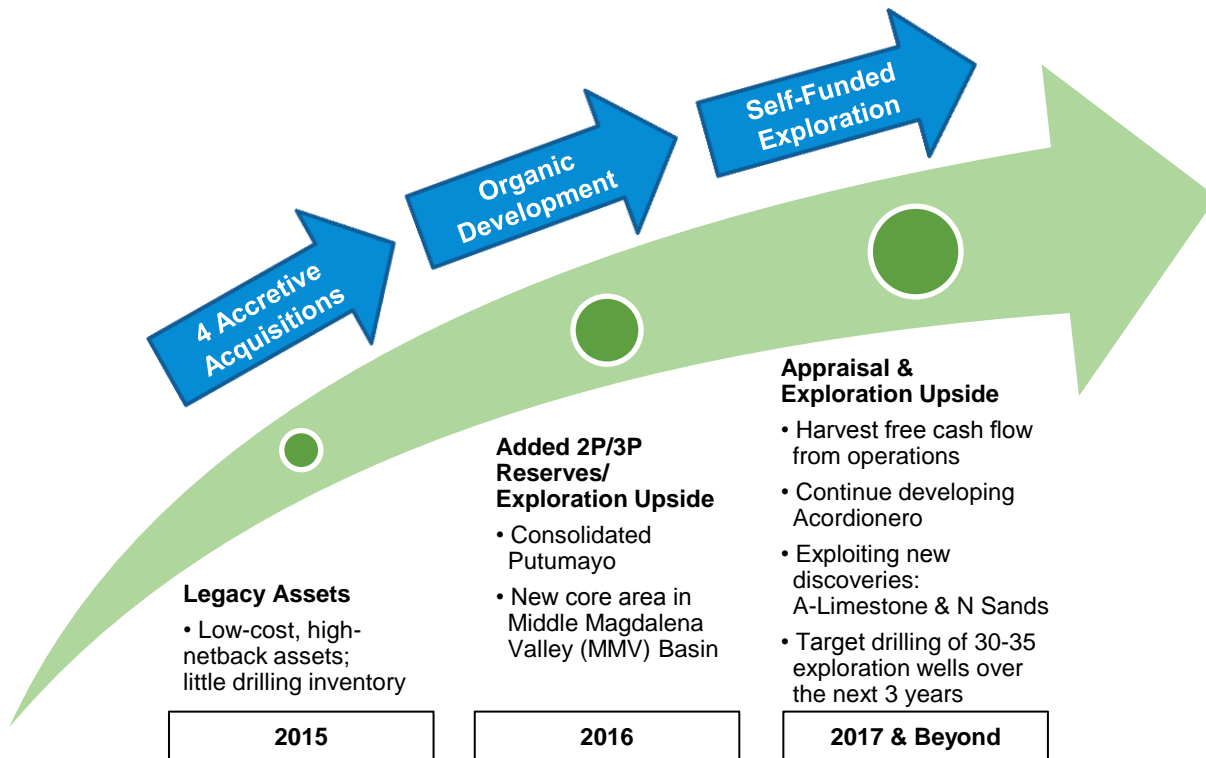 4 Accretive
Acquisitions
Organic
Development
Self-Funded
Exploration
Legacy Assets
• Low-cost, high-
netback assets;
little drilling inventory
2015
Added 2P/3P
Reserves/
Exploration Upside
• Consolidated
Putumayo
• New core area in
Middle Magdalena
Valley (MMV) Basin
2016
Appraisal &
Exploration Upside
• Harvest free cash flow
from operations
• Continue developing
Acordionero
• Exploiting new
discoveries:
A-Limestone & N Sands
• Target drilling of 30-35
exploration wells over
the next 3 years
2017 & Beyond